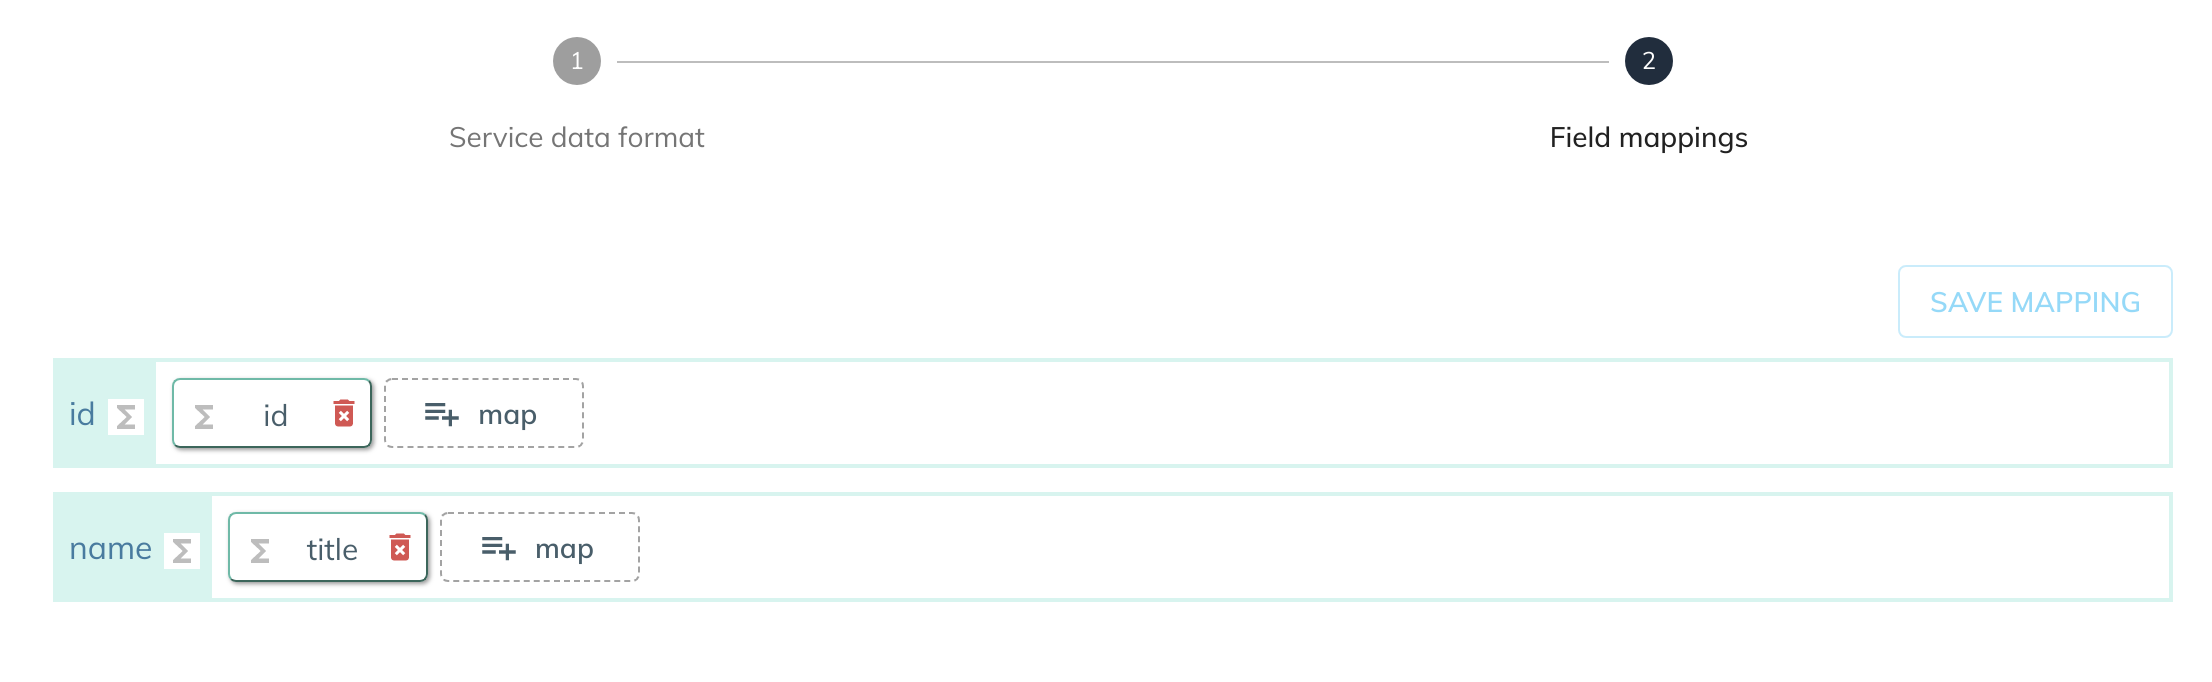 1
2
Service data format
Field mappings
SAVE MAPPING
id Σ Σ id map
name Σ Σ title map